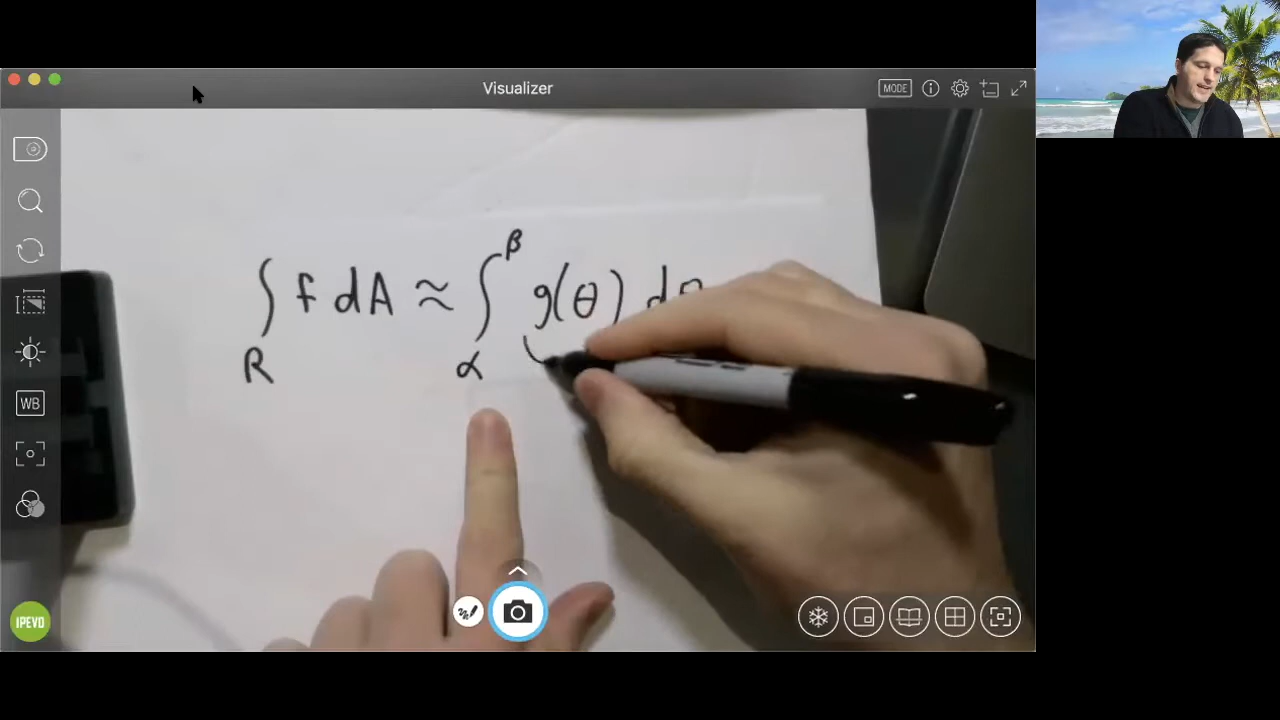 Visualizer
MODE
β
∫ f dA ≈ ∫ g(θ) dθ
R α
WB
IPEVO